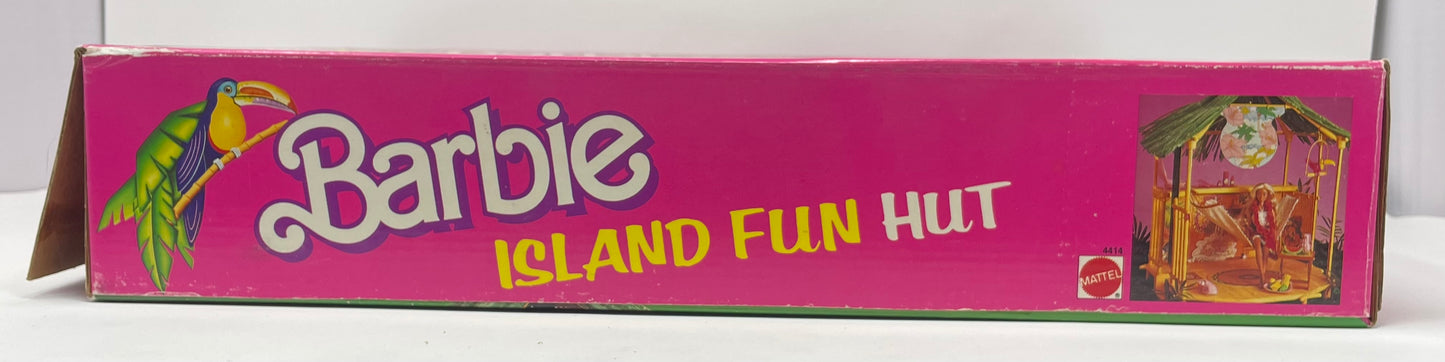 Barbie
ISLAND FUN HUT
4414
MATTEL
®